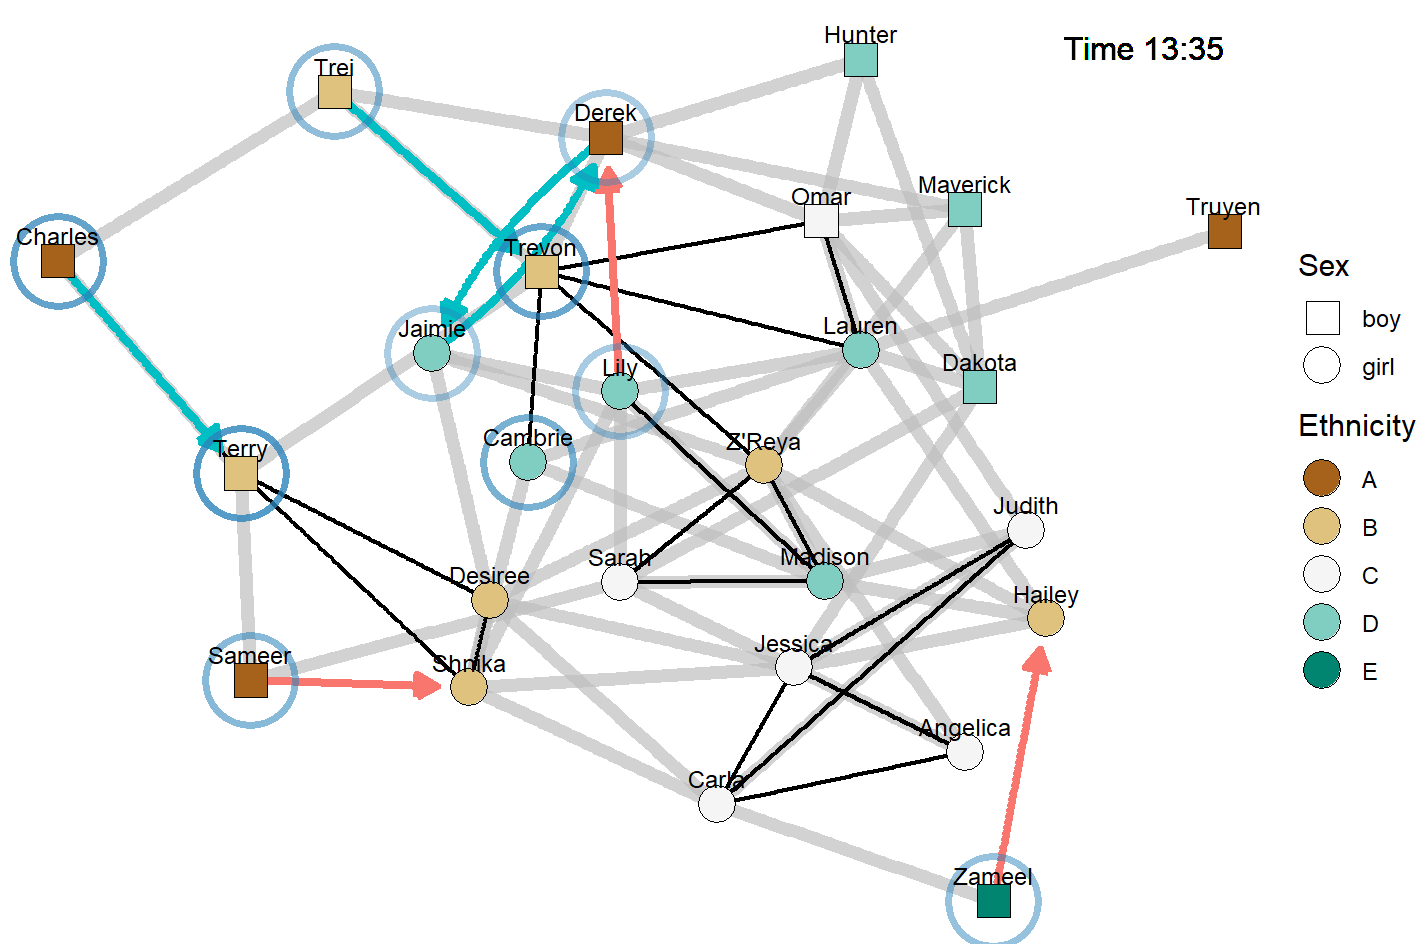 Hunter
Time 13:35
Trei
Derek
Maverick
Omar
Truyen
Charles
Trevon
Sex
boy
Jaimie
Lauren
girl
Lily
Dakota
Ethnicity
Cambrie
Z'Reya
Terry
A
Judith
B
Sarah
Madison
Desiree
C
Hailey
D
Jessica
Sameer
Shnika
E
Angelica
Carla
Zameel